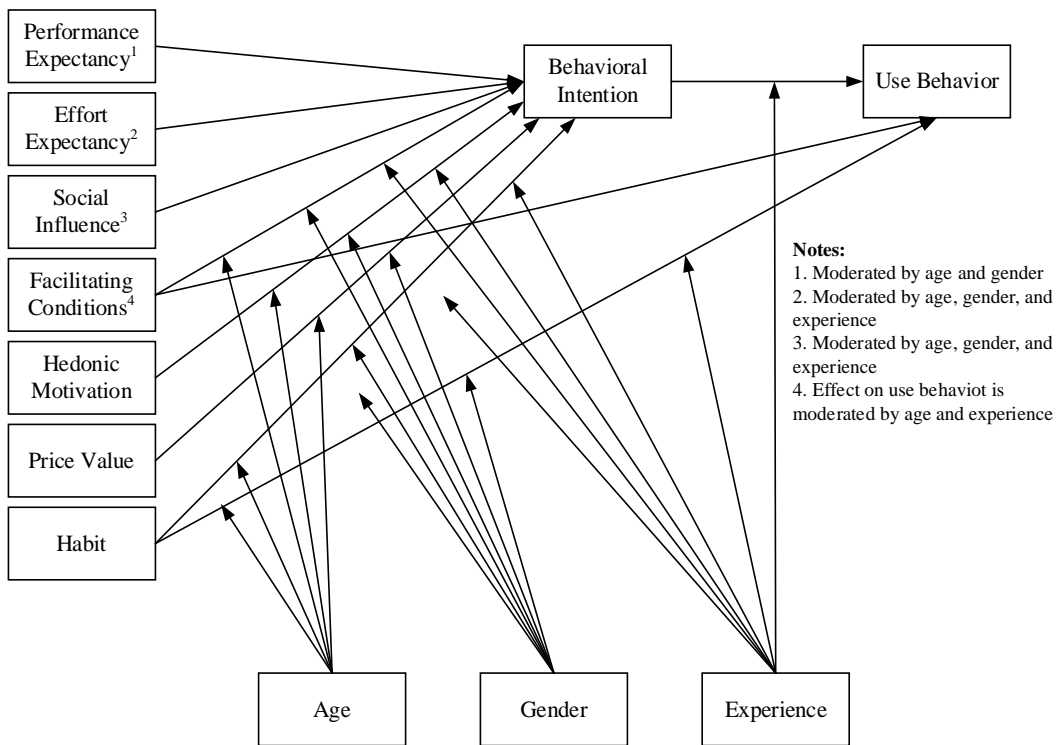 Performance
Expectancy¹
Effort
Expectancy²
Social
Influence³
Facilitating
Conditions⁴
Hedonic
Motivation
Price Value
Habit
Behavioral
Intention
Use Behavior
Notes:
1. Moderated by age and gender
2. Moderated by age, gender, and
experience
3. Moderated by age, gender, and
experience
4. Effect on use behaviot is
moderated by age and experience
Age
Gender
Experience